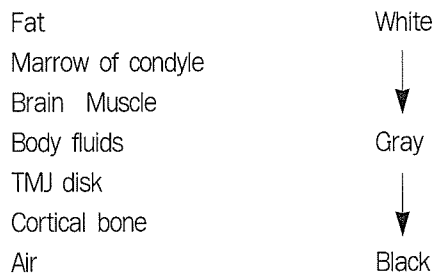 Fat White
Marrow of condyle
Brain Muscle
Body fluids Gray
TMJ disk
Cortical bone
Air Black